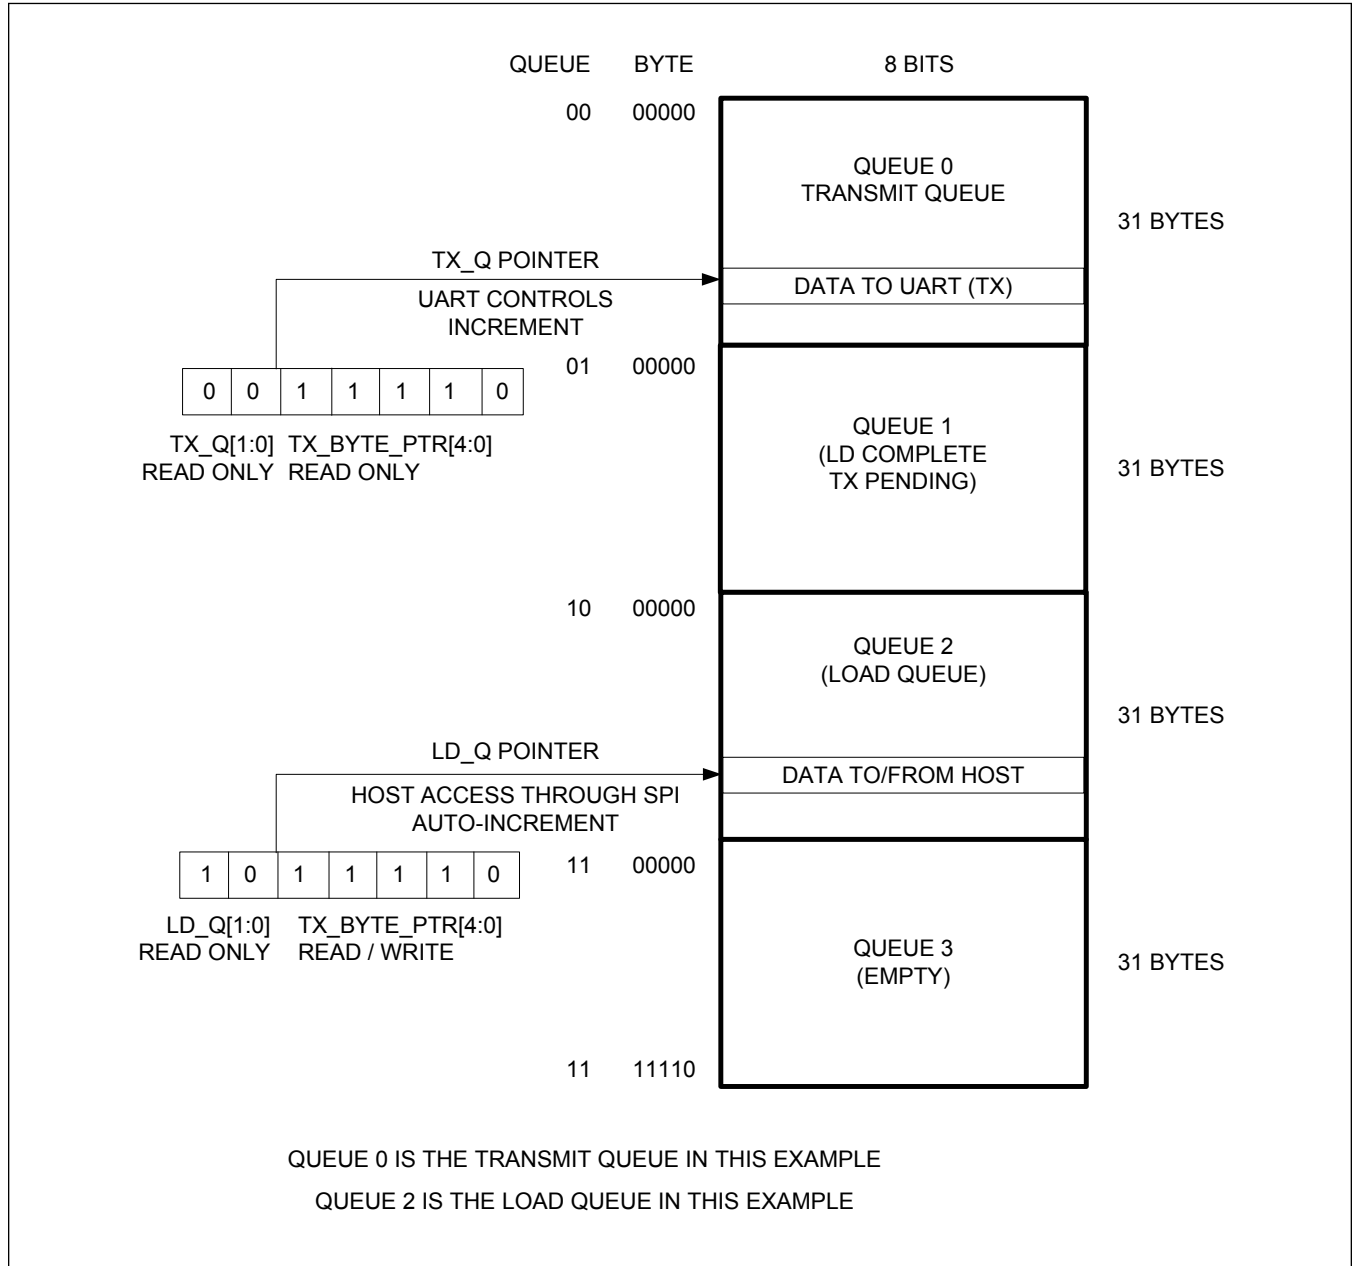 QUEUE BYTE 8 BITS
00 00000
QUEUE 0
TRANSMIT QUEUE
31 BYTES
TX_Q POINTER
UART CONTROLS
INCREMENT
DATA TO UART (TX)
01 00000
0 0 1 1 1 1 0
TX_Q[1:0] TX_BYTE_PTR[4:0]
READ ONLY READ ONLY
QUEUE 1
(LD COMPLETE
TX PENDING)
31 BYTES
10 00000
QUEUE 2
(LOAD QUEUE)
31 BYTES
LD_Q POINTER
HOST ACCESS THROUGH SPI
AUTO-INCREMENT
DATA TO/FROM HOST
11 00000
1 0 1 1 1 1 0
LD_Q[1:0] TX_BYTE_PTR[4:0]
READ ONLY READ / WRITE
QUEUE 3
(EMPTY)
31 BYTES
11 11110
QUEUE 0 IS THE TRANSMIT QUEUE IN THIS EXAMPLE
QUEUE 2 IS THE LOAD QUEUE IN THIS EXAMPLE